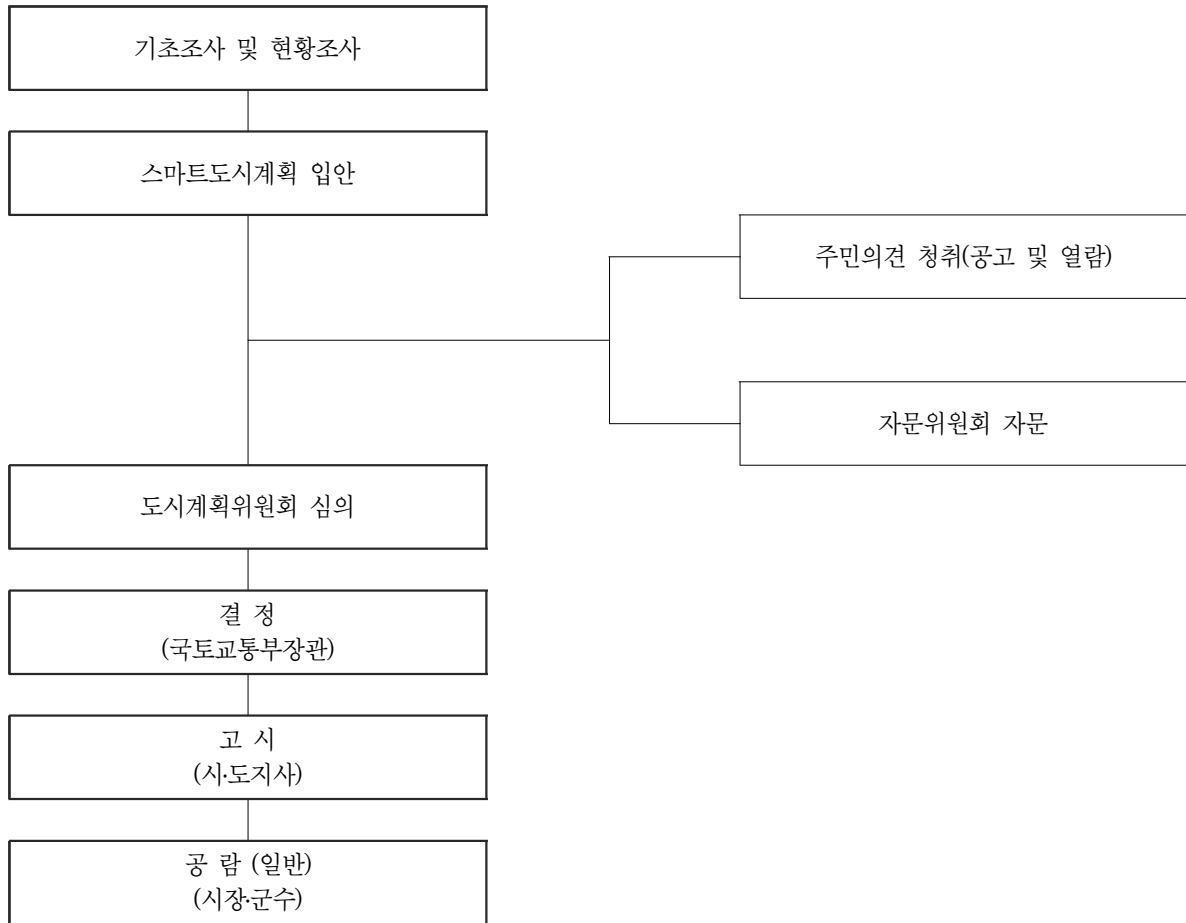 기초조사 및 현황조사
스마트도시계획 입안
주민의견 청취(공고 및 열람)
자문위원회 자문
도시계획위원회 심의
결 정
(국토교통부장관)
고 시
(시·도지사)
공 람 (일반)
(시장·군수)